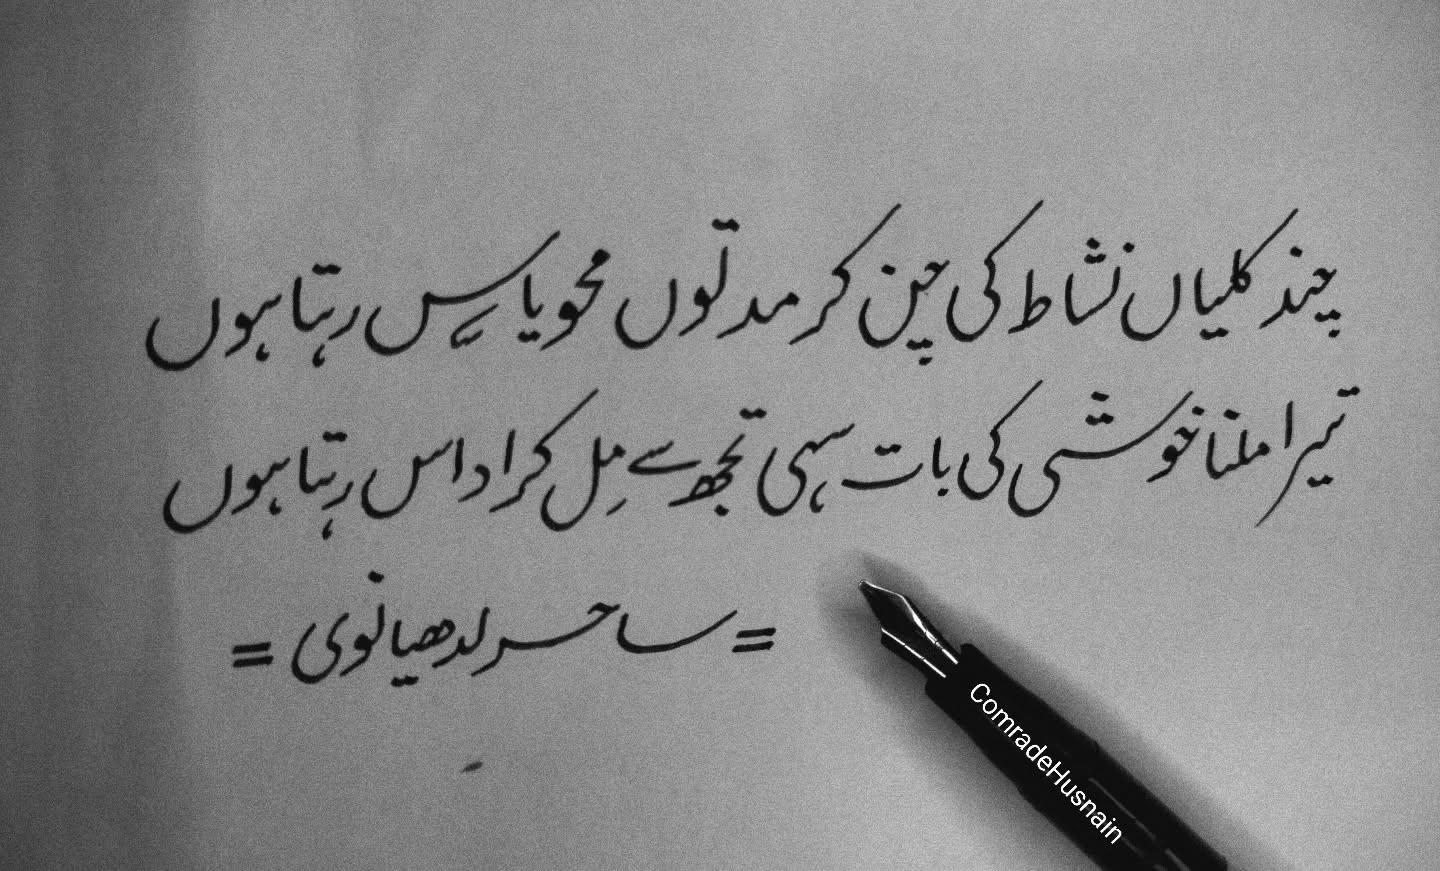 چند کلیاں نشاط کی چن کر مدتوں محو یاس رہتا ہوں
تیرا ملنا خوشی کی بات سہی تجھ سے مِل کر اداس رہتا ہوں
= ساحر لدھیانوی =
ComradeHusnain